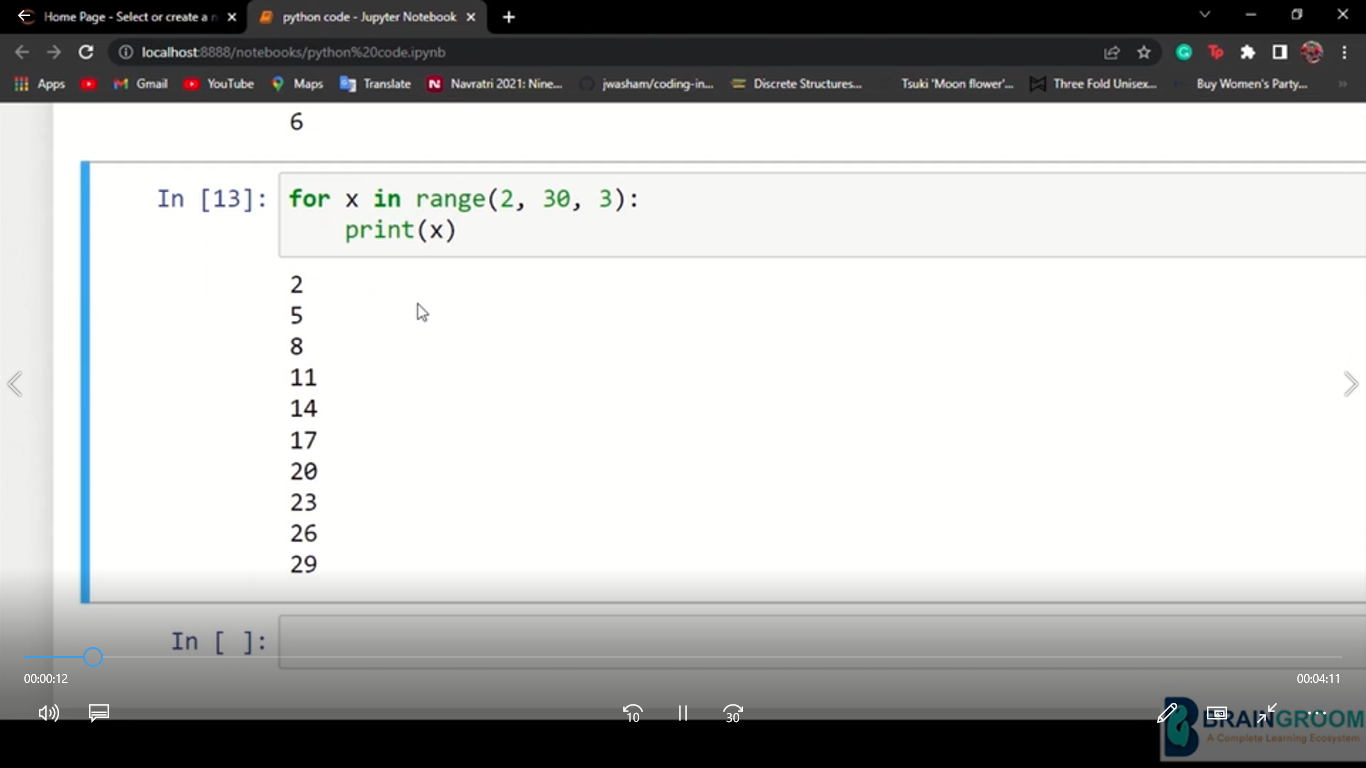 Home Page - Select or create a n
python code - Jupyter Notebook
localhost:8888/notebooks/python%20code.ipynb
Apps
Gmail
YouTube
Maps
Translate
N
Navratri 2021: Nine...
jwasham/coding-in...
Discrete Structures...
Tsuki 'Moon flower'...
Three Fold Unisex...
Buy Women's Party...
6
In [13]:
for x in range(2, 30, 3):
print(x)
2
5
8
11
14
17
20
23
26
29
In [ ]:
00:00:12
00:04:11
10
30
BRAINGROOM
A Complete Learning Ecosystem